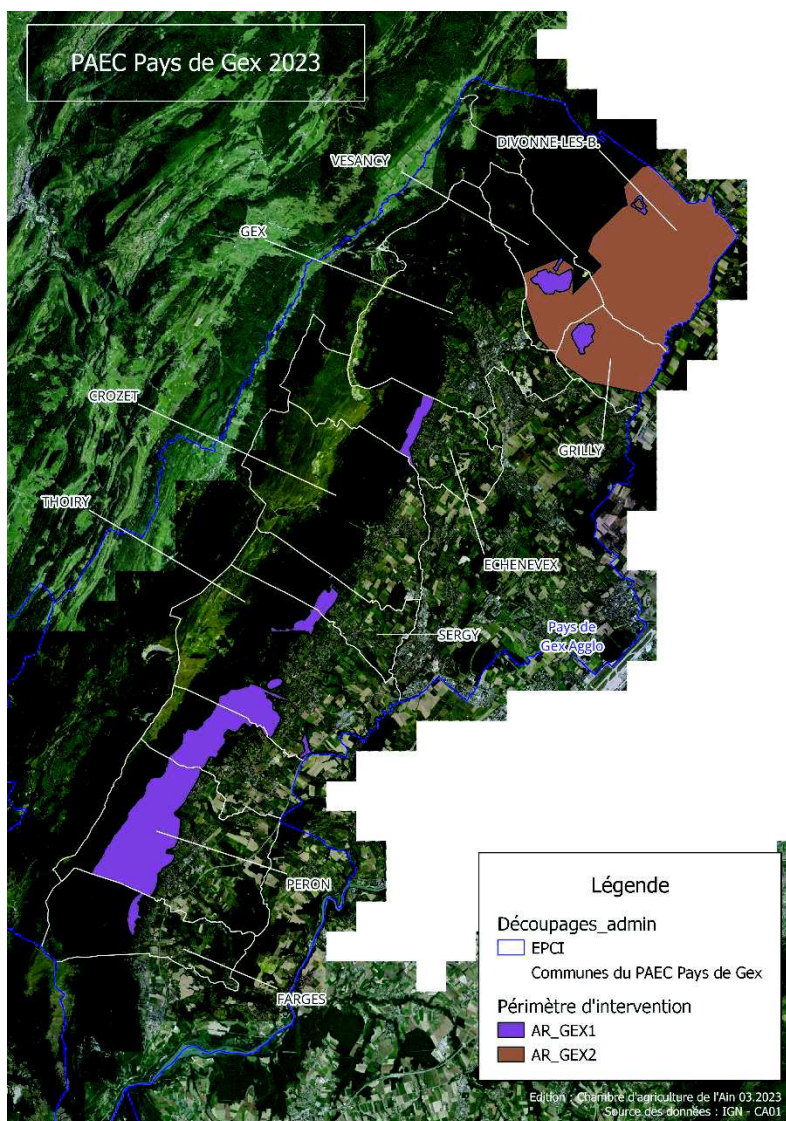 PAEC Pays de Gex 2023
DIVONNE-LES-B.
VESANCY
GEX
CROZET
GRILLY
THOIRY
ECHENEVEX
Pays de
Gex Agglo
SERGY
PERON
FARGES
Légende
Découpages_admin
EPCI
Communes du PAEC Pays de Gex
Périmètre d'intervention
AR_GEX1
AR_GEX2
Edition : Chambre d'agriculture de l'Ain 03.2023
Source des données : IGN - CA01